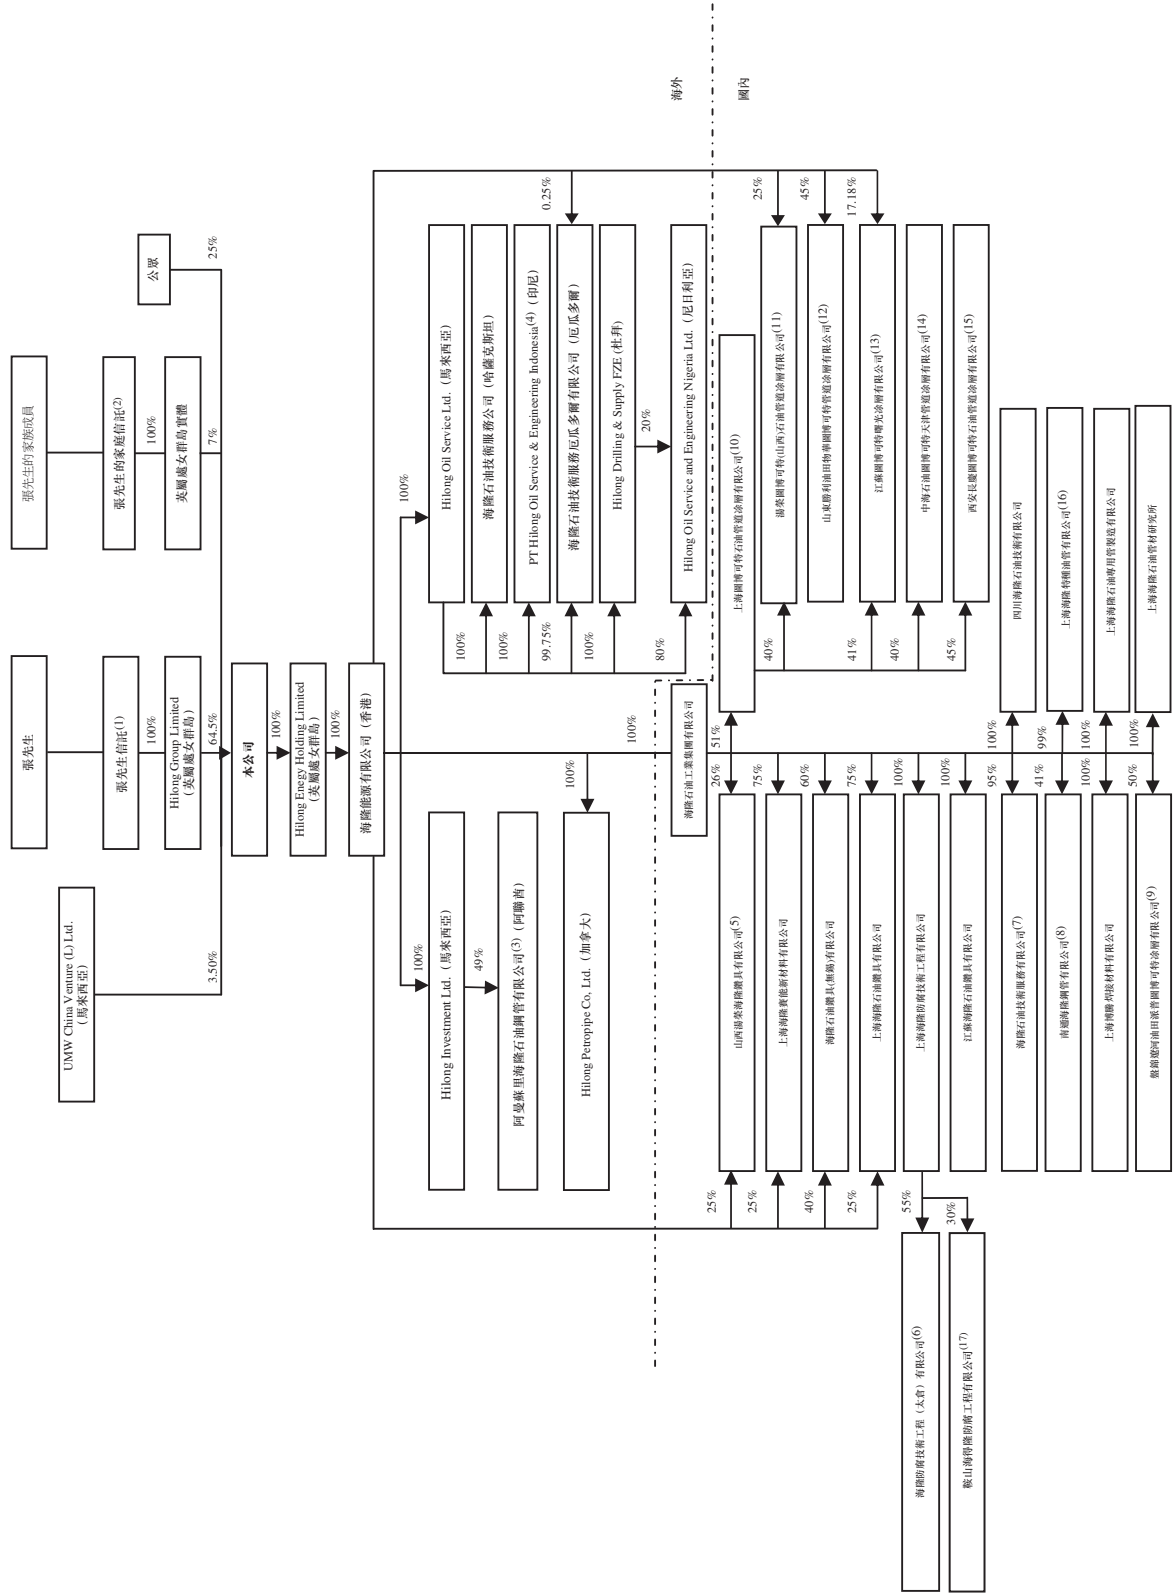 張先生
張先生的家族成員
UMW China Venture (L) Ltd.
（馬來西亞）
張先生信託(1)
張先生的家庭信託(2)
公眾
100%
100%
Hilong Group Limited
（英屬處女群島）
英屬處女群島實體
3.50%
64.5%
7%
25%
本公司
100%
Hilong Energy Holding Limited
（英屬處女群島）
100%
海隆能源有限公司（香港）
100%
100%
Hilong Investment Ltd.（馬來西亞）
49%
阿曼蘇里海隆石油鋼管有限公司(3)（阿聯酋）
100%
Hilong Petropipe Co, Ltd.（加拿大）
Hilong Oil Service Ltd.（馬來西亞）
100%
海隆石油技術服務公司（哈薩克斯坦）
100%
PT Hilong Oil Service & Engineering Indonesia(4)（印尼）
99.75%
0.25%
海隆石油技術服務厄瓜多爾有限公司（厄瓜多爾）
100%
Hilong Drilling & Supply FZE (杜拜)
20%
80%
Hilong Oil Service and Engineering Nigeria Ltd.（尼日利亞）
100%
海隆石油工業集團有限公司
海外
國內
25%
26%
山西湯榮海隆鑽具有限公司(5)
51%
上海圖博可特石油管道塗層有限公司(10)
25%
75%
上海海隆賽能新材料有限公司
40%
25%
湯榮圖博可特(山西)石油管道塗層有限公司(11)
40%
60%
海隆石油鑽具(無錫)有限公司
45%
山東勝利油田物華圖博可特管道塗層有限公司(12)
25%
75%
上海海隆石油鑽具有限公司
41%
17.18%
江蘇圖博可特曙光塗層有限公司(13)
100%
上海海隆防腐技術工程有限公司
40%
中海石油圖博可特天津管道塗層有限公司(14)
100%
江蘇海隆石油鑽具有限公司
45%
西安長慶圖博可特石油管道塗層有限公司(15)
95%
海隆石油技術服務有限公司(7)
100%
四川海隆石油技術有限公司
41%
南通海隆鋼管有限公司(8)
99%
上海海隆特種油管有限公司(16)
100%
上海博騰焊接材料有限公司
100%
上海海隆石油專用管製造有限公司
50%
盤錦遼河油田派普圖博可特塗層有限公司(9)
100%
上海海隆石油管材研究所
55%
海隆防腐技術工程（太倉）有限公司(6)
30%
鞍山海得隆防腐工程有限公司(17)